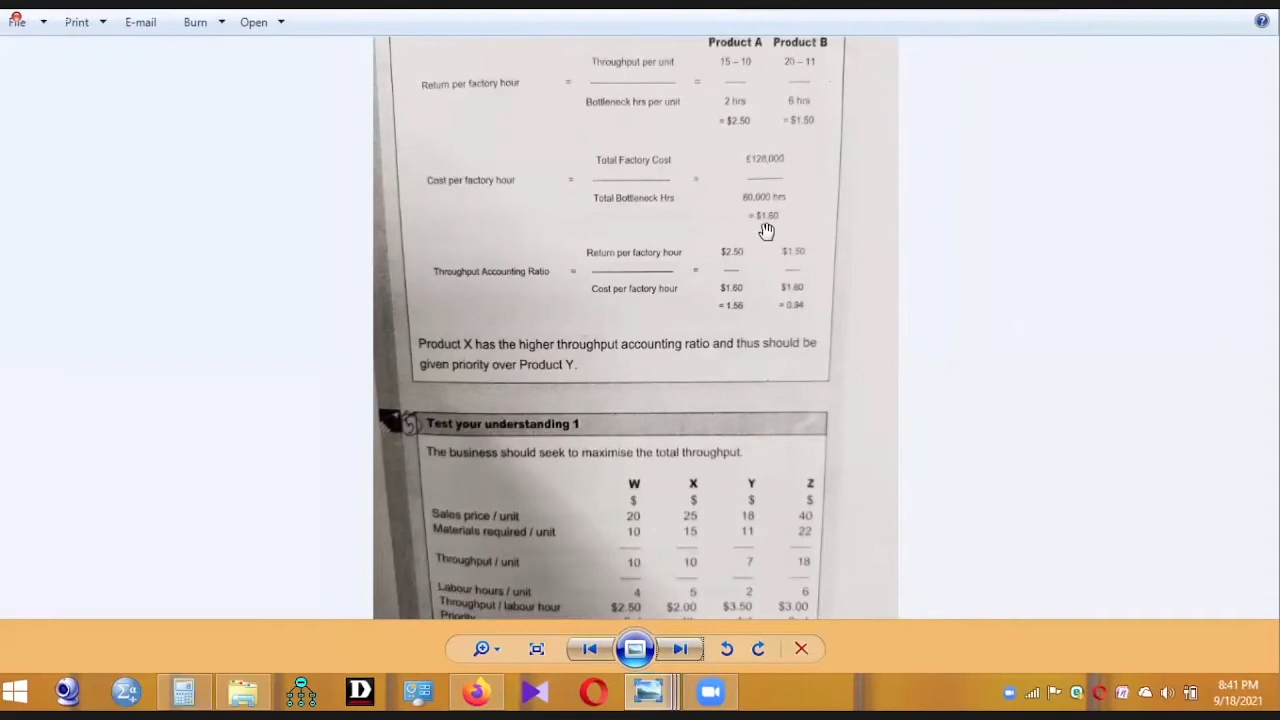 File Print E-mail Burn Open
Product A Product B
Return per factory hour = Throughput per unit = 15 – 10 20 – 11
Bottleneck hrs per unit 2 hrs 6 hrs
= $2.50 = $1.50
Cost per factory hour = Total Factory Cost = £128,000
Total Bottleneck Hrs 80,000 hrs
= $1.60
Throughput Accounting Ratio = Return per factory hour = $2.50 $1.50
Cost per factory hour $1.60 $1.60
= 1.56 = 0.94
Product X has the higher throughput accounting ratio and thus should be
given priority over Product Y.
5 Test your understanding 1
The business should seek to maximise the total throughput.
W X Y Z
$ $ $ $
Sales price / unit 20 25 18 40
Materials required / unit 10 15 11 22
Throughput / unit 10 10 7 18
Labour hours / unit 4 5 2 6
Throughput / labour hour $2.50 $2.00 $3.50 $3.00
Priority
8:41 PM
9/18/2021